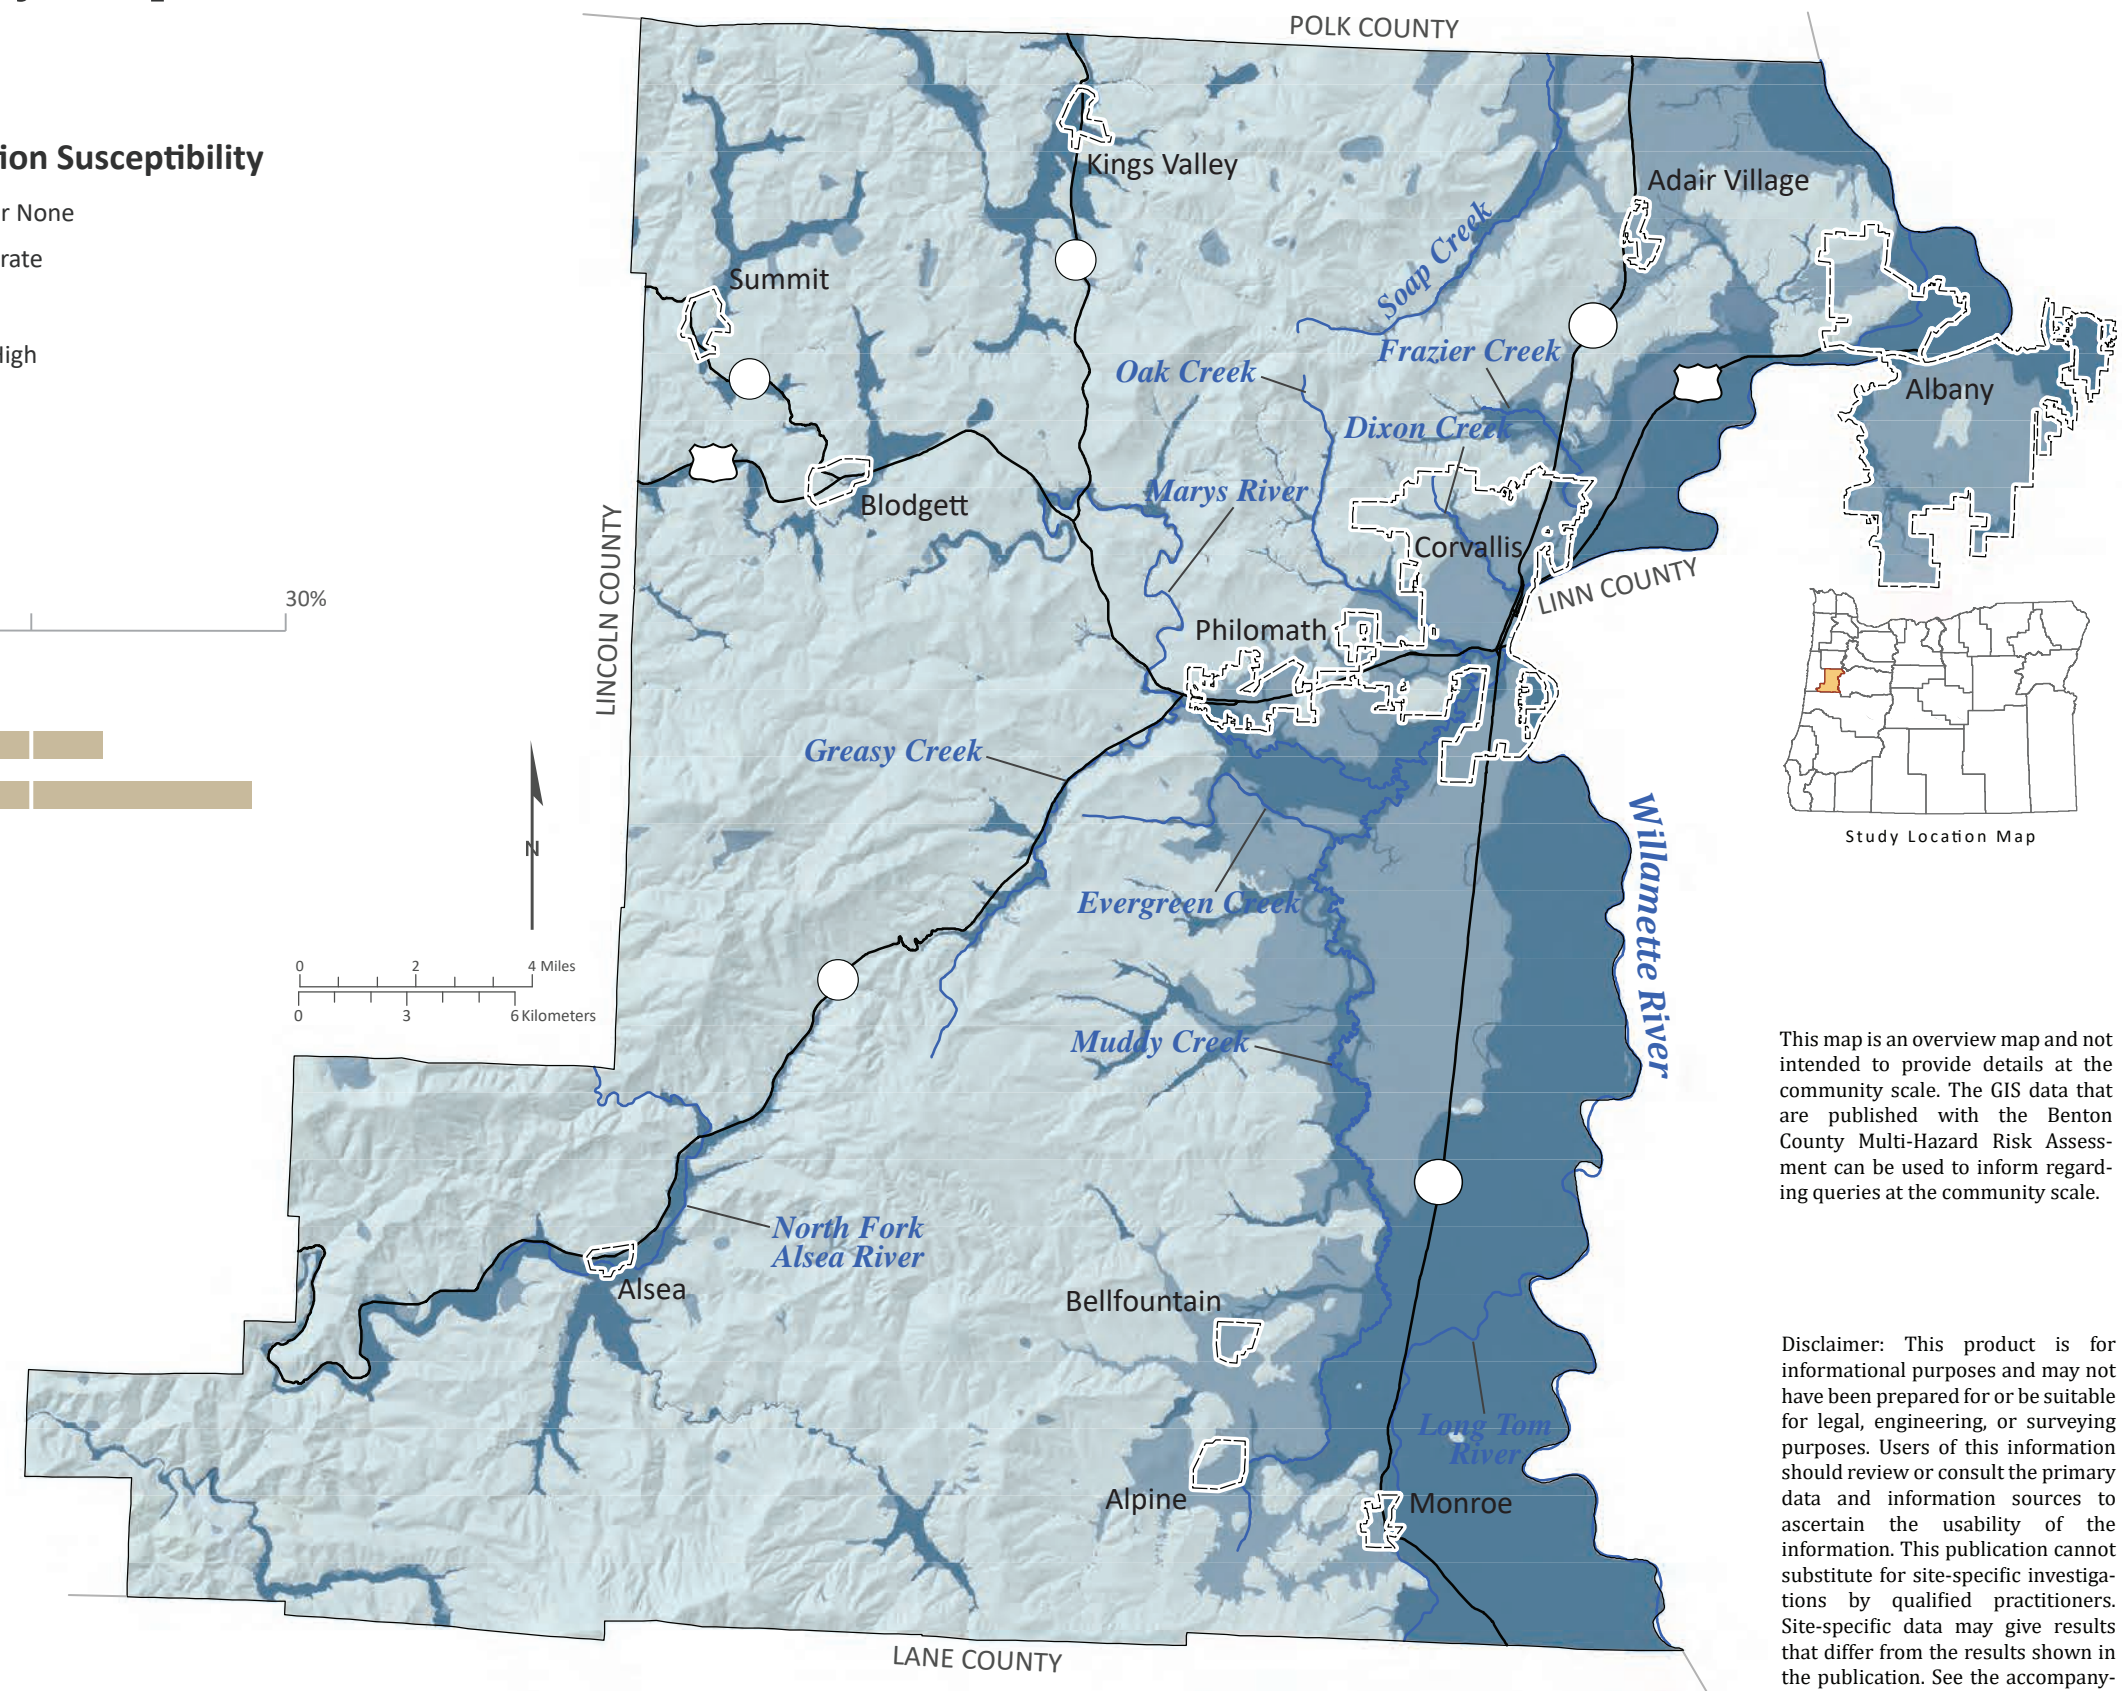 ion Susceptibility
r None
rate
High
30%
N
0 2 4 Miles
0 3 6 Kilometers
POLK COUNTY
LINCOLN COUNTY
LINN COUNTY
LANE COUNTY
Kings Valley
Adair Village
Summit
Soap Creek
Frazier Creek
Oak Creek
Albany
Dixon Creek
Marys River
Blodgett
Corvallis
Philomath
Greasy Creek
Willamette River
Evergreen Creek
Muddy Creek
North Fork
Alsea River
Alsea
Bellfountain
Long Tom
River
Alpine
Monroe
Study Location Map
This map is an overview map and not
intended to provide details at the
community scale. The GIS data that
are published with the Benton
County Multi-Hazard Risk Assess-
ment can be used to inform regard-
ing queries at the community scale.
Disclaimer: This product is for
informational purposes and may not
have been prepared for or be suitable
for legal, engineering, or surveying
purposes. Users of this information
should review or consult the primary
data and information sources to
ascertain the usability of the
information. This publication cannot
substitute for site-specific investiga-
tions by qualified practitioners.
Site-specific data may give results
that differ from the results shown in
the publication. See the accompany-